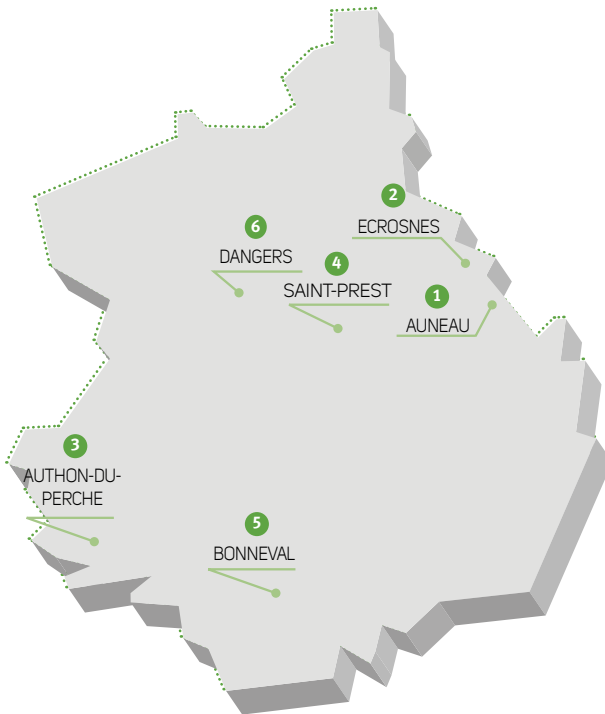 2
ECROSNES
6
DANGERS
4
SAINT-PREST
1
AUNEAU
3
AUTHON-DU-
PERCHE
5
BONNEVAL